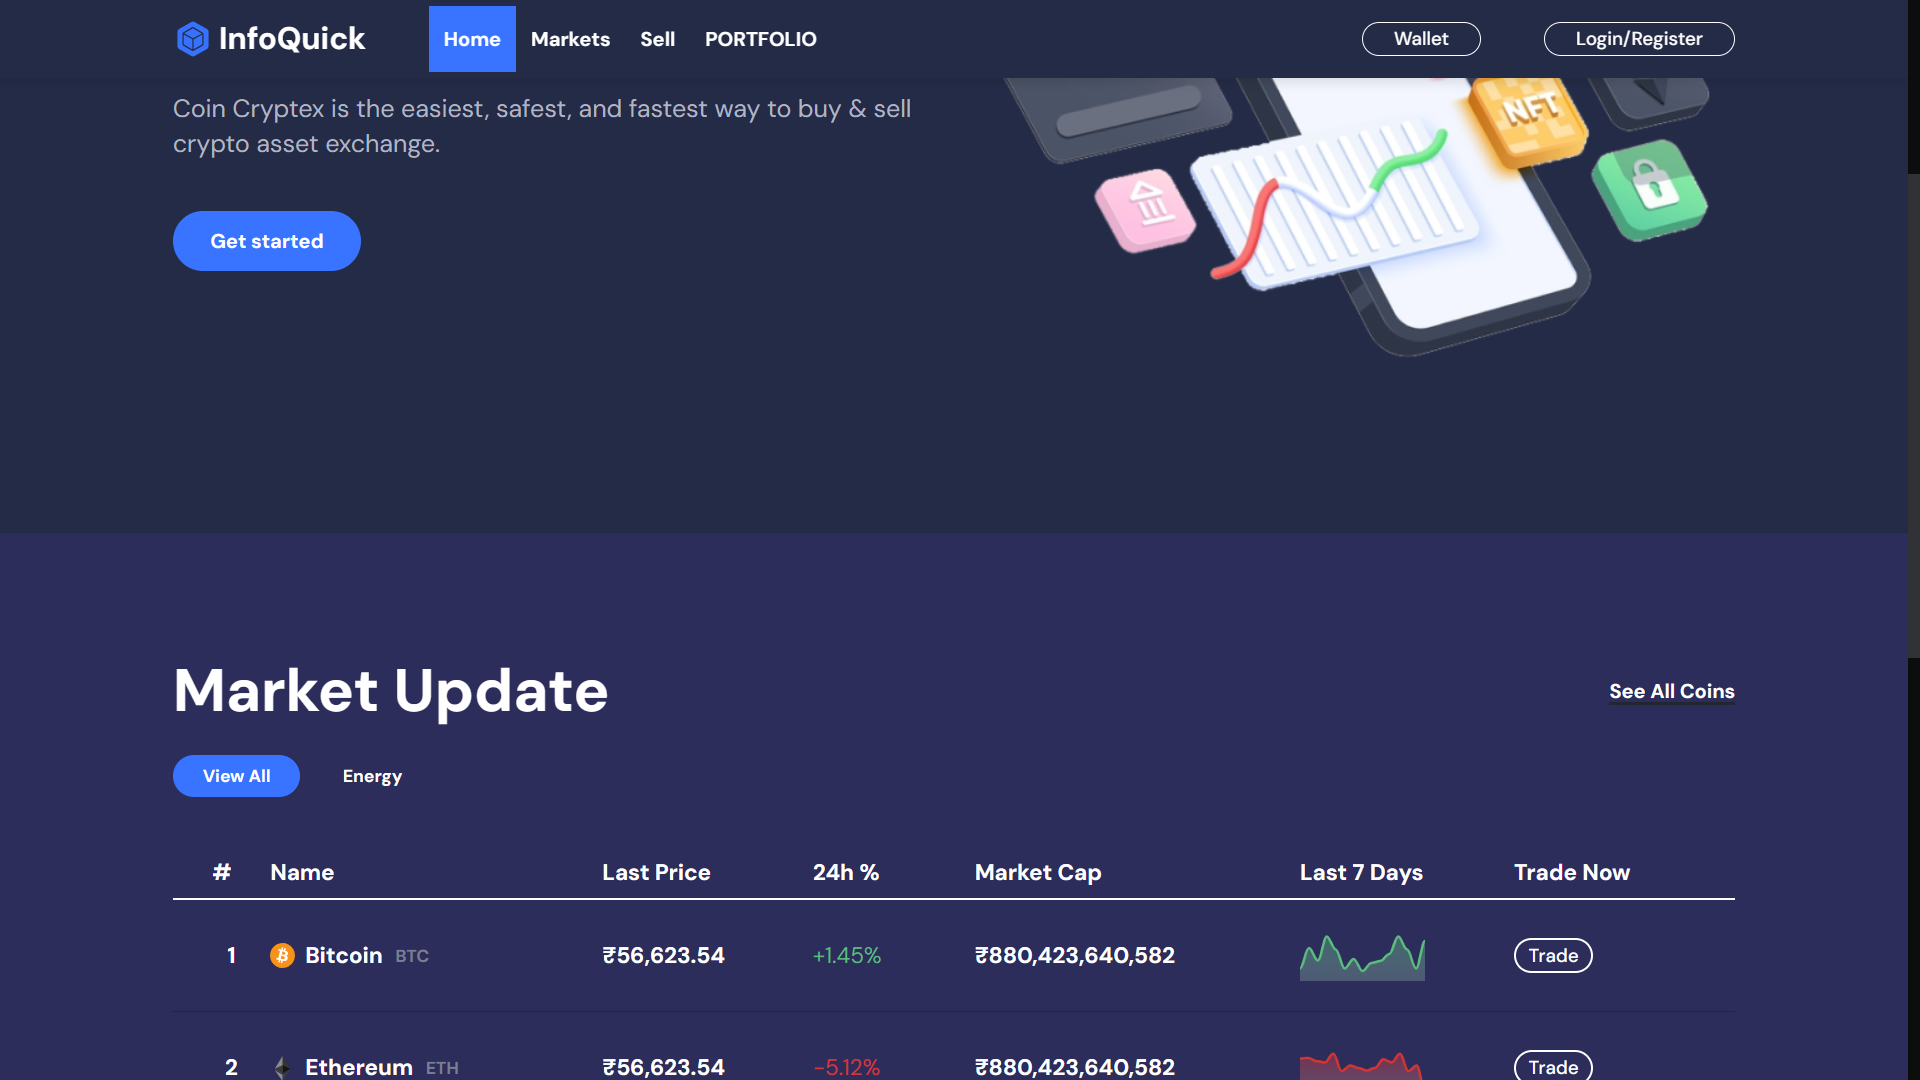 InfoQuick Home Markets Sell PORTFOLIO Wallet Login/Register
Coin Cryptex is the easiest, safest, and fastest way to buy & sell
crypto asset exchange.
NFT
Get started
Market Update
See All Coins
View All Energy
# Name Last Price 24h % Market Cap Last 7 Days Trade Now
1 Bitcoin BTC ₹56,623.54 +1.45% ₹880,423,640,582 Trade
2 Ethereum ETH ₹56,623.54 -5.12% ₹880,423,640,582 Trade